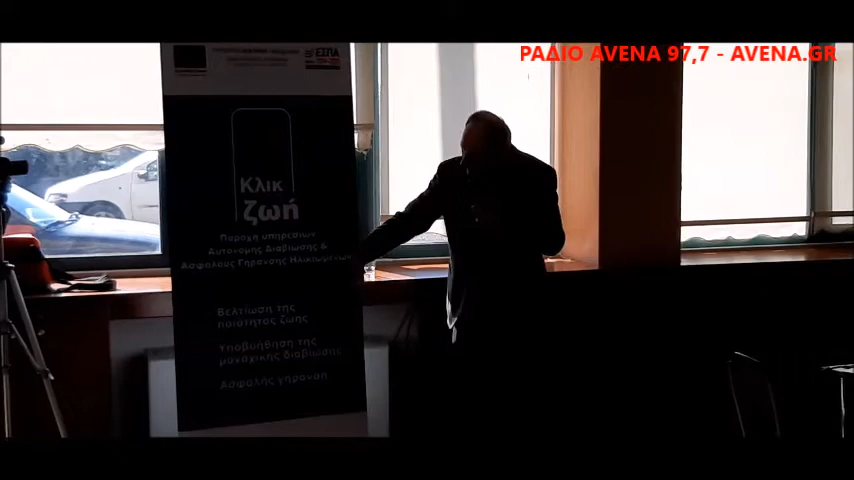 ΡΑΔΙΟ AVENA 97,7 - AVENA.GR
ΕΣΠΑ
Κλικ
ζωή
Παροχή υπηρεσιών
Αυτόνομης Διαβίωσης &
Ασφαλούς Γήρανσης Ηλικιωμένων
Βελτίωση της
ποιότητας ζωής
Υποβοήθηση της
μοναχικής διαβίωσης
Ασφαλής γήρανση